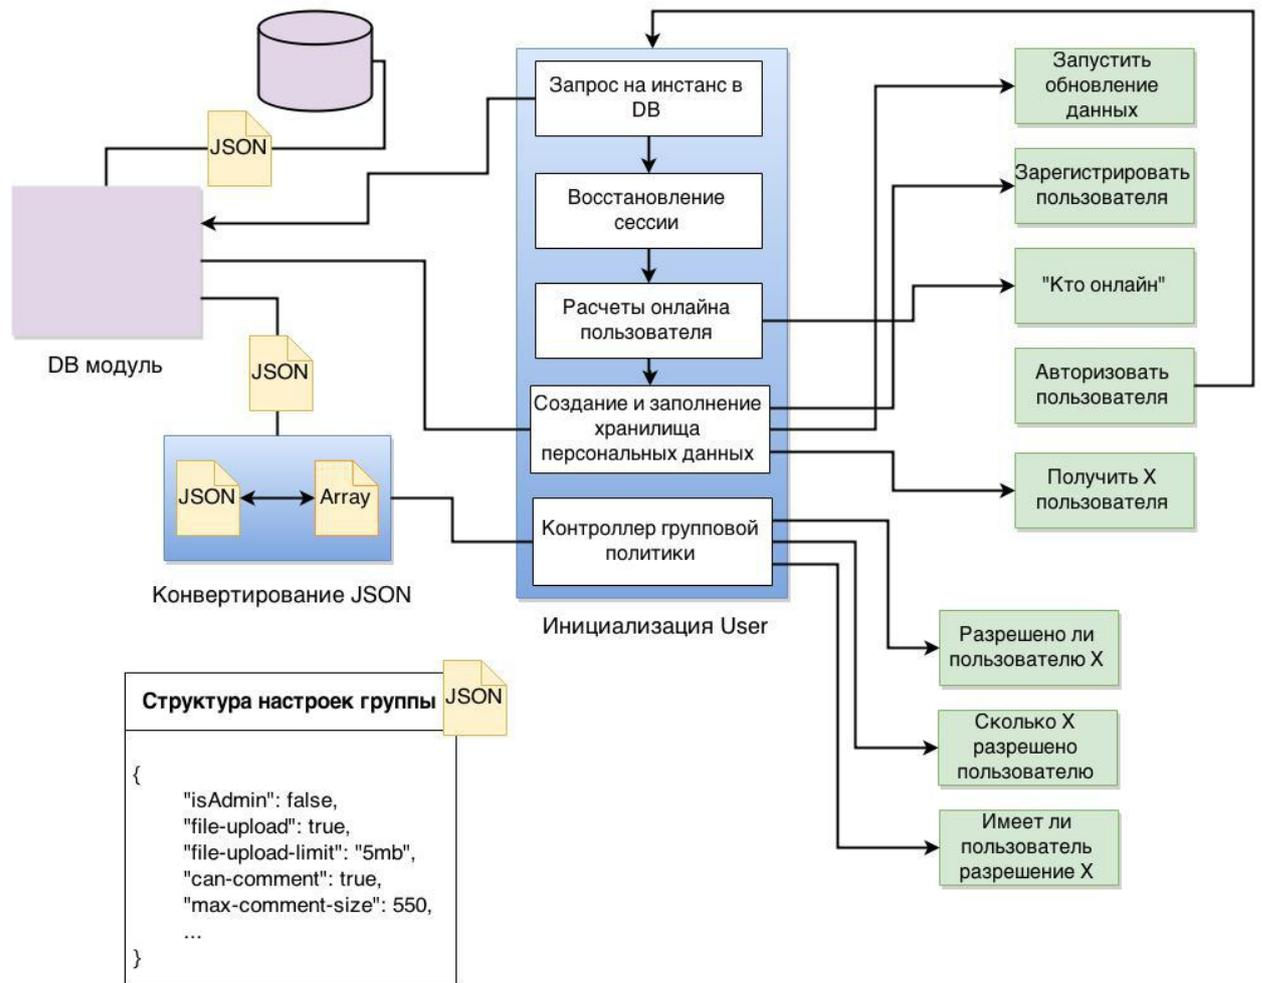 JSON
DB модуль
JSON
JSON
Array
Конвертирование JSON
Запрос на инстанс в
DB
Восстановление
сессии
Расчеты онлайна
пользователя
Создание и заполнение
хранилища
персональных данных
Контроллер групповой
политики
Инициализация User
Запустить
обновление
данных
Зарегистрировать
пользователя
"Кто онлайн"
Авторизовать
пользователя
Получить X
пользователя
Разрешено ли
пользователю X
Сколько X
разрешено
пользователю
Имеет ли
пользователь
разрешение X
Структура настроек группы
JSON
{
"isAdmin": false,
"file-upload": true,
"file-upload-limit": "5mb",
"can-comment": true,
"max-comment-size": 550,
...
}